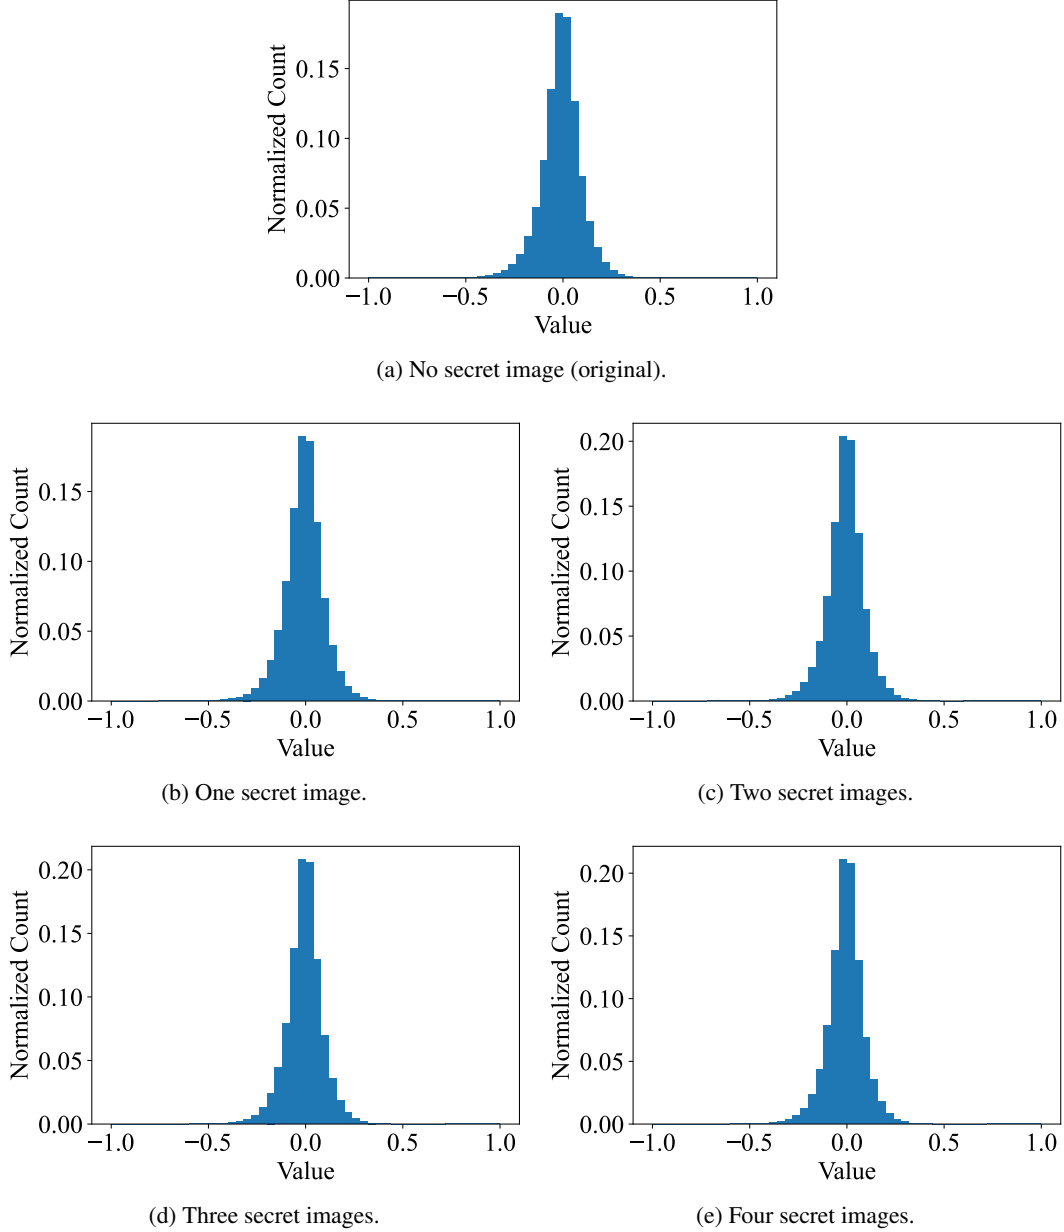 Normalized Count
0.15
0.10
0.05
0.00
−1.0 −0.5 0.0 0.5 1.0
Value
(a) No secret image (original).
Normalized Count
0.15
0.10
0.05
0.00
−1.0 −0.5 0.0 0.5 1.0
Value
(b) One secret image.
Normalized Count
0.20
0.15
0.10
0.05
0.00
−1.0 −0.5 0.0 0.5 1.0
Value
(c) Two secret images.
Normalized Count
0.20
0.15
0.10
0.05
0.00
−1.0 −0.5 0.0 0.5 1.0
Value
(d) Three secret images.
Normalized Count
0.20
0.15
0.10
0.05
0.00
−1.0 −0.5 0.0 0.5 1.0
Value
(e) Four secret images.